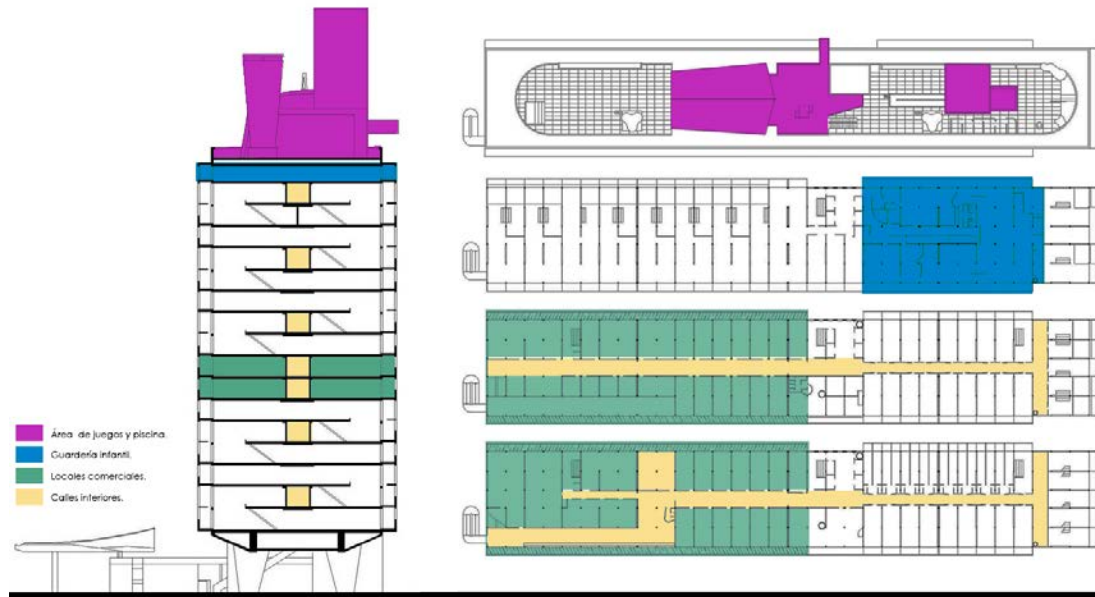 Área de juegos y piscina.
Guardería infantil.
Locales comerciales.
Calles interiores.